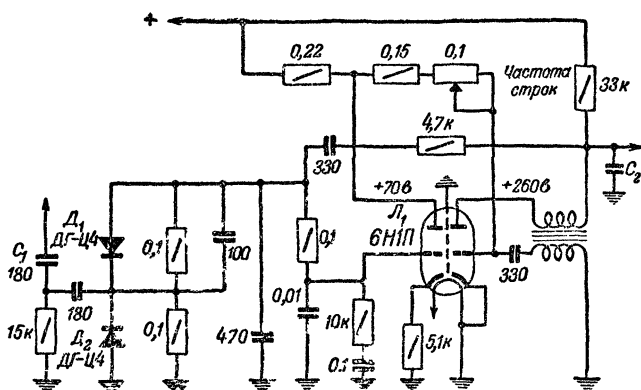 +
0,22
0,15
0,1
Частота
строк
33к
4,7к
330
C₂
+70в
+260в
Л₁
6Н1П
Д₁
ДГ-Ц4
C₁
180
0,1
100
0,1
330
180
0,01
15к
Д₂
ДГ-Ц4
0,1
470
10к
0,1
5,1к